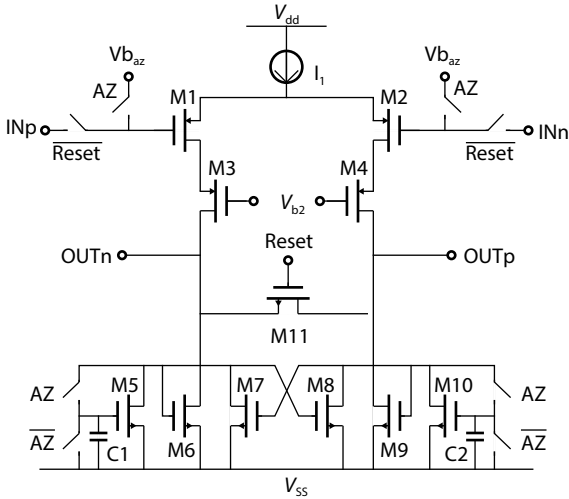 Vdd
Vbaz
Vbaz
AZ
I1
AZ
M1
M2
INp
INn
Reset
Reset
M3
M4
Vb2
OUTn
Reset
OUTp
M11
AZ
M5
M7
M8
M10
AZ
AZ
C1
M6
M9
C2
AZ
VSS